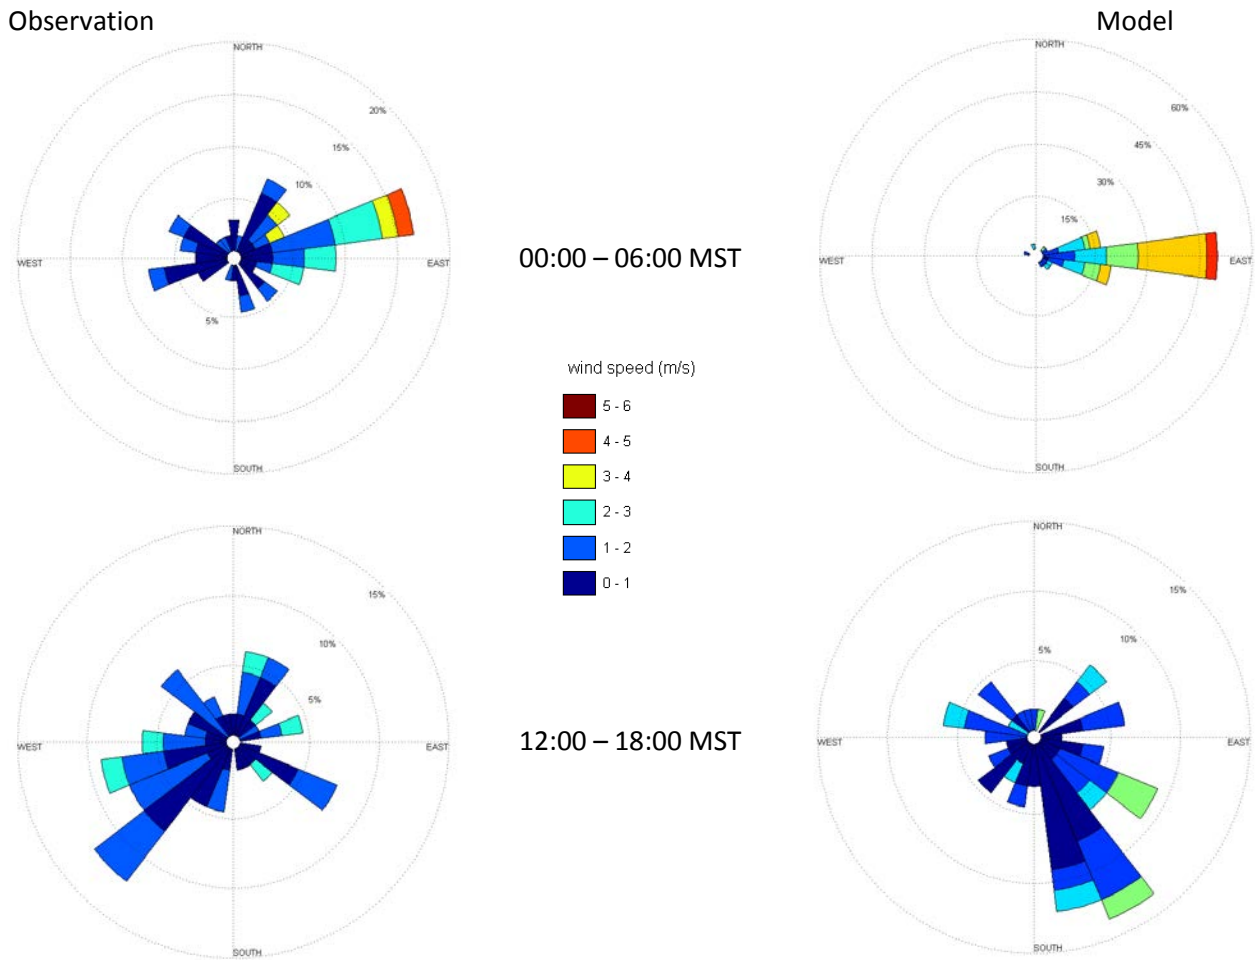 Observation
Model
NORTH
20%
15%
10%
WEST
EAST
5%
SOUTH
00:00 – 06:00 MST
NORTH
60%
45%
30%
15%
WEST
EAST
SOUTH
wind speed (m/s)
5 - 6
4 - 5
3 - 4
2 - 3
1 - 2
0 - 1
NORTH
15%
10%
5%
WEST
EAST
SOUTH
12:00 – 18:00 MST
NORTH
15%
10%
5%
WEST
EAST
SOUTH